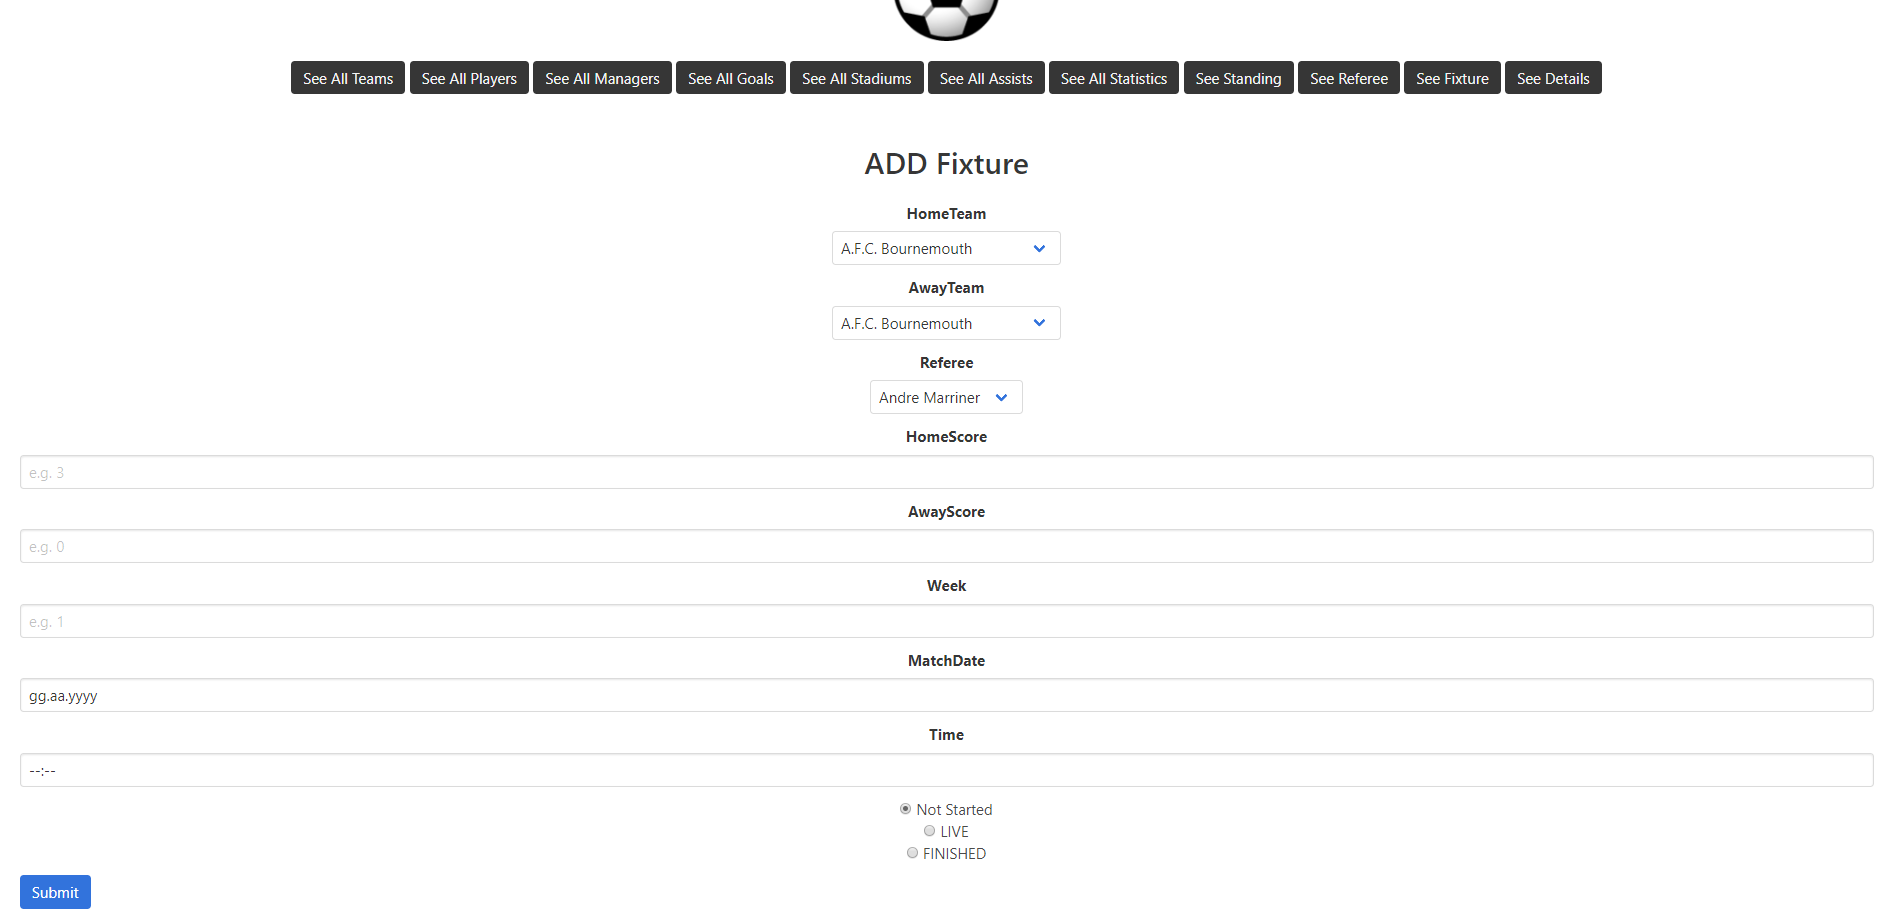 See All Teams See All Players See All Managers See All Goals See All Stadiums See All Assists See All Statistics See Standing See Referee See Fixture See Details
ADD Fixture
HomeTeam
A.F.C. Bournemouth
AwayTeam
A.F.C. Bournemouth
Referee
Andre Marriner
HomeScore
e.g. 3
AwayScore
e.g. 0
Week
e.g. 1
MatchDate
gg.aa.yyyy
Time
--:--
Not Started
LIVE
FINISHED
Submit